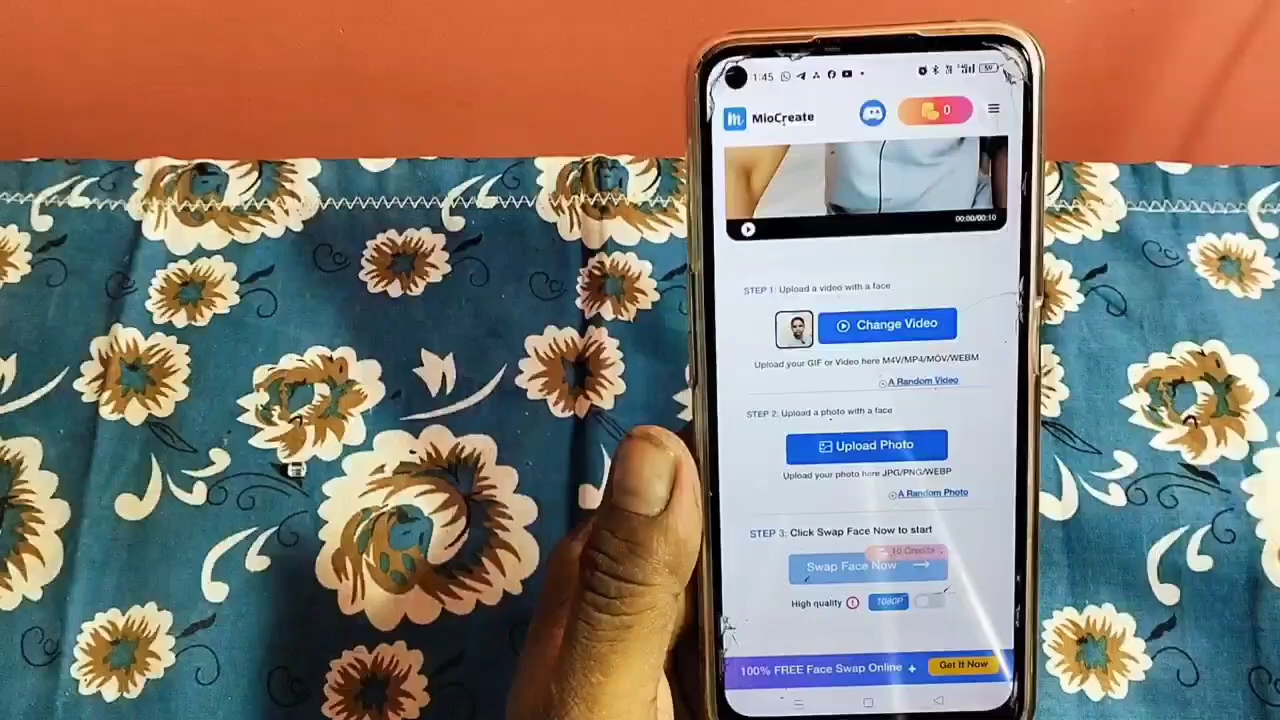 1:45
MioCreate
0
00:00/00:10
STEP 1: Upload a video with a face
Change Video
Upload your GIF or Video here M4V/MP4/MOV/WEBM
A Random Video
STEP 2: Upload a photo with a face
Upload Photo
Upload your photo here JPG/PNG/WEBP
A Random Photo
STEP 3: Click Swap Face Now to start
10 Credits
Swap Face Now
High quality 1080P
100% FREE Face Swap Online
Get It Now